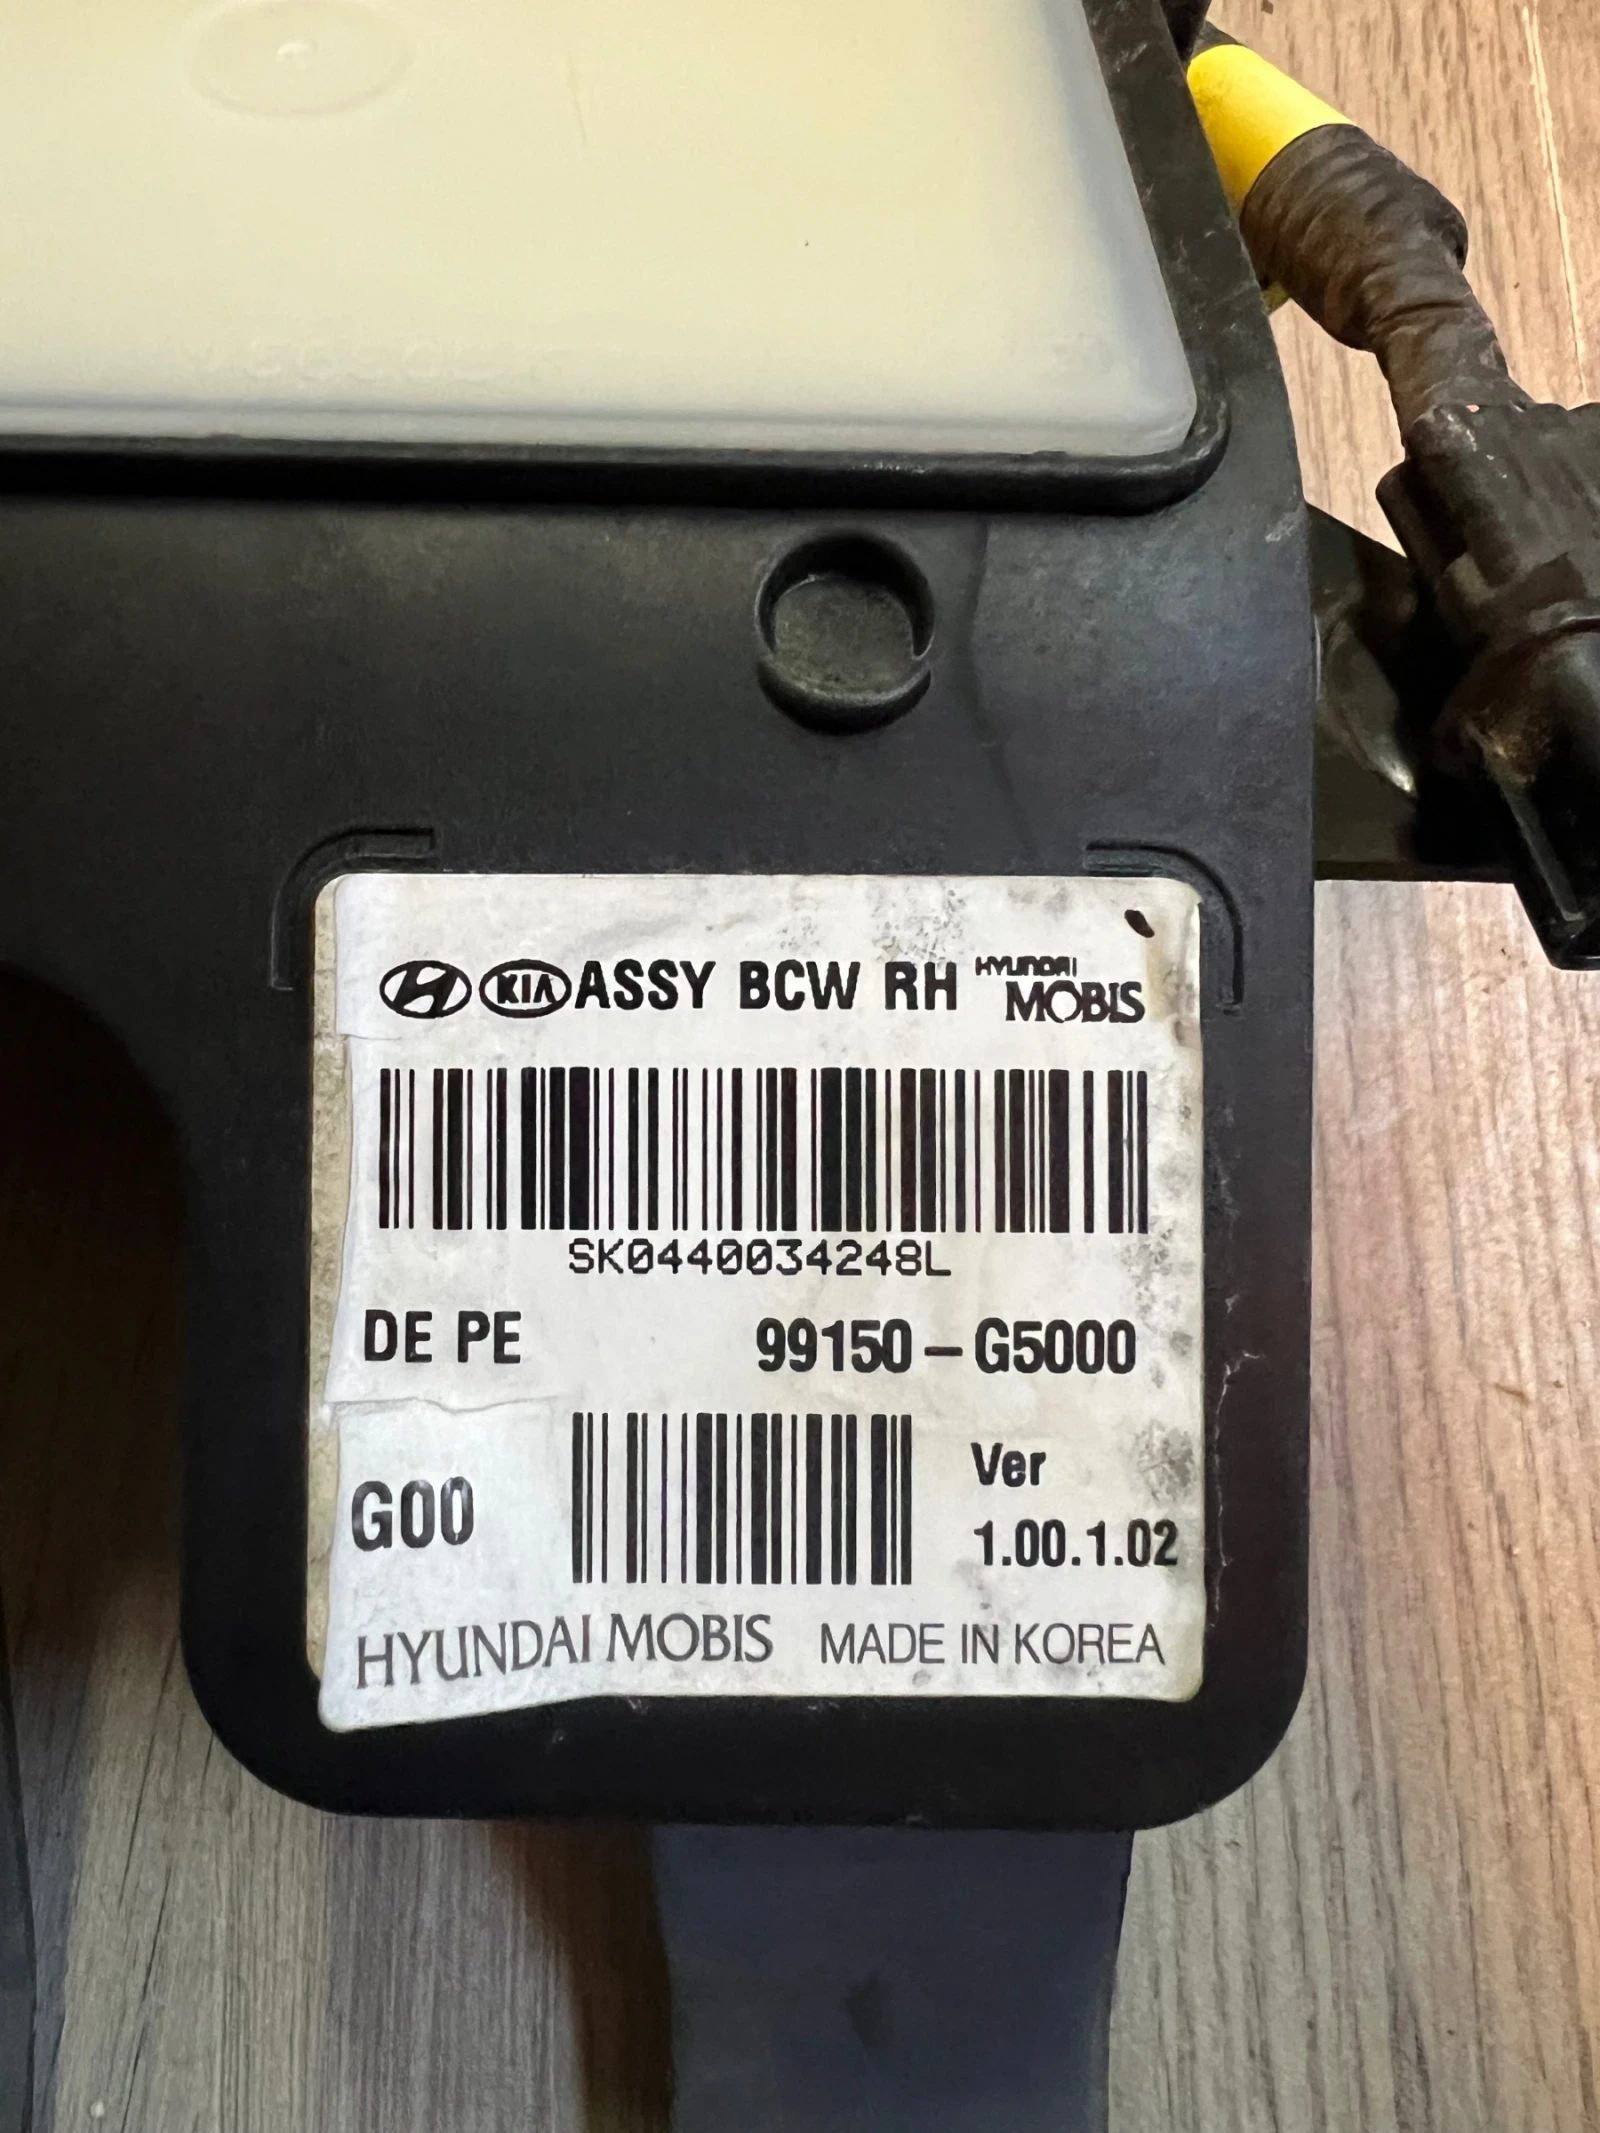 KIA ASSY BCW RH HYUNDAI MOBIS
SK0440034248L
DE PE 99150-G5000
G00 Ver 1.00.1.02
HYUNDAI MOBIS MADE IN KOREA